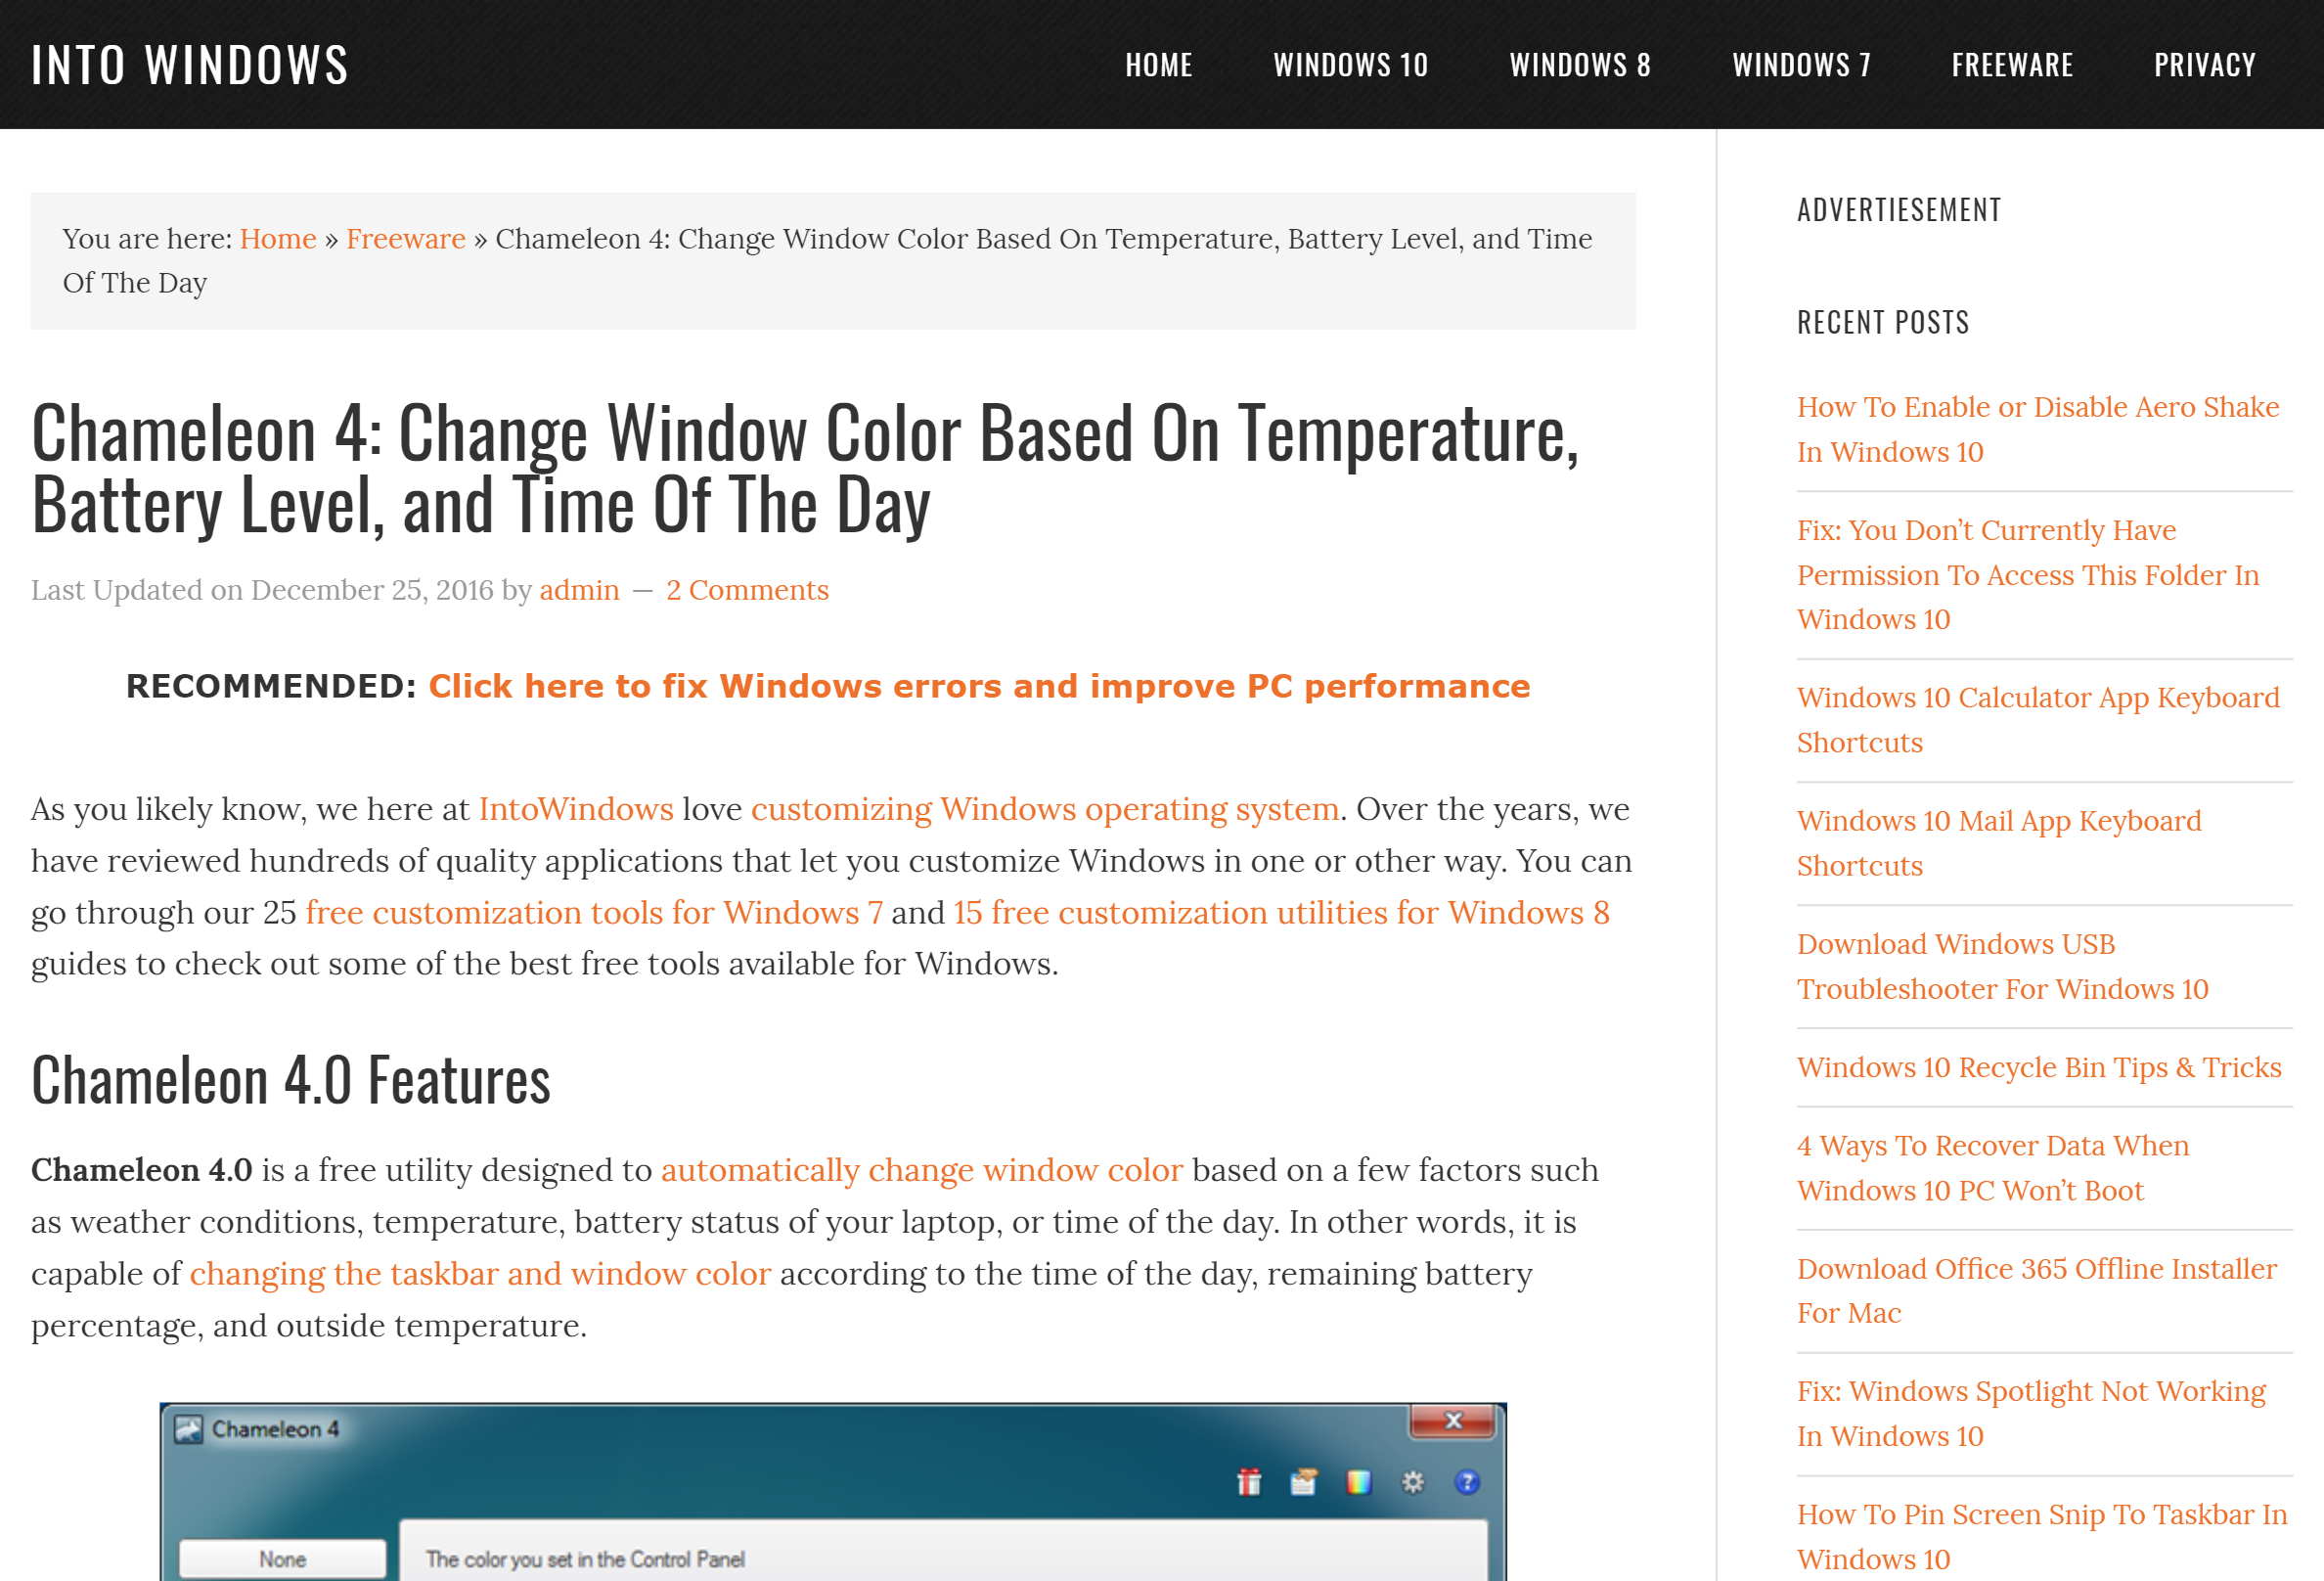 INTO WINDOWS
HOME WINDOWS 10 WINDOWS 8 WINDOWS 7 FREEWARE PRIVACY
You are here: Home » Freeware » Chameleon 4: Change Window Color Based On Temperature, Battery Level, and Time
Of The Day
Chameleon 4: Change Window Color Based On Temperature,
Battery Level, and Time Of The Day
Last Updated on December 25, 2016 by admin — 2 Comments
RECOMMENDED: Click here to fix Windows errors and improve PC performance
As you likely know, we here at IntoWindows love customizing Windows operating system. Over the years, we
have reviewed hundreds of quality applications that let you customize Windows in one or other way. You can
go through our 25 free customization tools for Windows 7 and 15 free customization utilities for Windows 8
guides to check out some of the best free tools available for Windows.
Chameleon 4.0 Features
Chameleon 4.0 is a free utility designed to automatically change window color based on a few factors such
as weather conditions, temperature, battery status of your laptop, or time of the day. In other words, it is
capable of changing the taskbar and window color according to the time of the day, remaining battery
percentage, and outside temperature.
Chameleon 4
None
The color you set in the Control Panel
ADVERTIESEMENT
RECENT POSTS
How To Enable or Disable Aero Shake
In Windows 10
Fix: You Don’t Currently Have
Permission To Access This Folder In
Windows 10
Windows 10 Calculator App Keyboard
Shortcuts
Windows 10 Mail App Keyboard
Shortcuts
Download Windows USB
Troubleshooter For Windows 10
Windows 10 Recycle Bin Tips & Tricks
4 Ways To Recover Data When
Windows 10 PC Won’t Boot
Download Office 365 Offline Installer
For Mac
Fix: Windows Spotlight Not Working
In Windows 10
How To Pin Screen Snip To Taskbar In
Windows 10